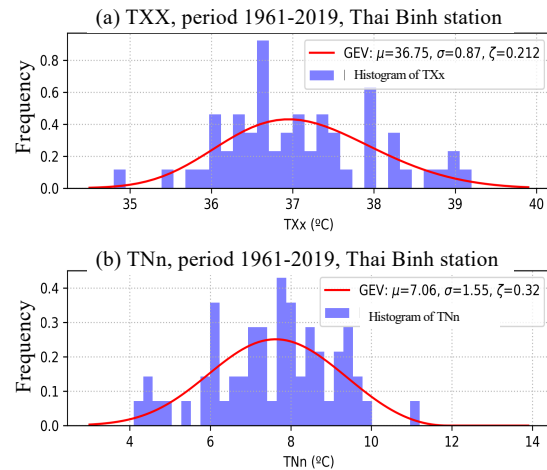 (a) TXX, period 1961-2019, Thai Binh station
GEV: μ=36.75, σ=0.87, ζ=0.212
Histogram of TXx
Frequency
0.8
0.6
0.4
0.2
0.0
35 36 37 38 39 40
TXx (ºC)
(b) TNn, period 1961-2019, Thai Binh station
GEV: μ=7.06, σ=1.55, ζ=0.32
Histogram of TNn
Frequency
0.4
0.3
0.2
0.1
0.0
4 6 8 10 12 14
TNn (ºC)